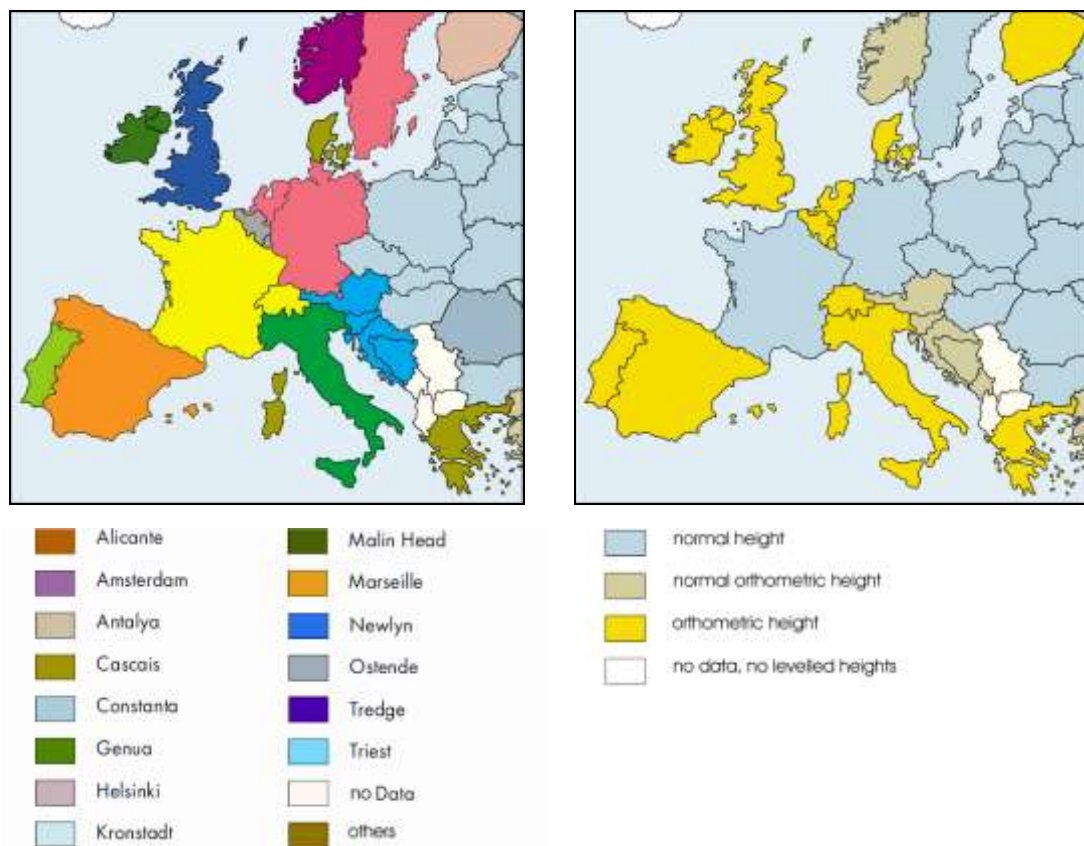 Alicante
Amsterdam
Antalya
Cascais
Constanta
Genua
Helsinki
Kronstadt
Malin Head
Marseille
Newlyn
Ostende
Tredge
Triest
no Data
others
normal height
normal orthometric height
orthometric height
no data, no levelled heights